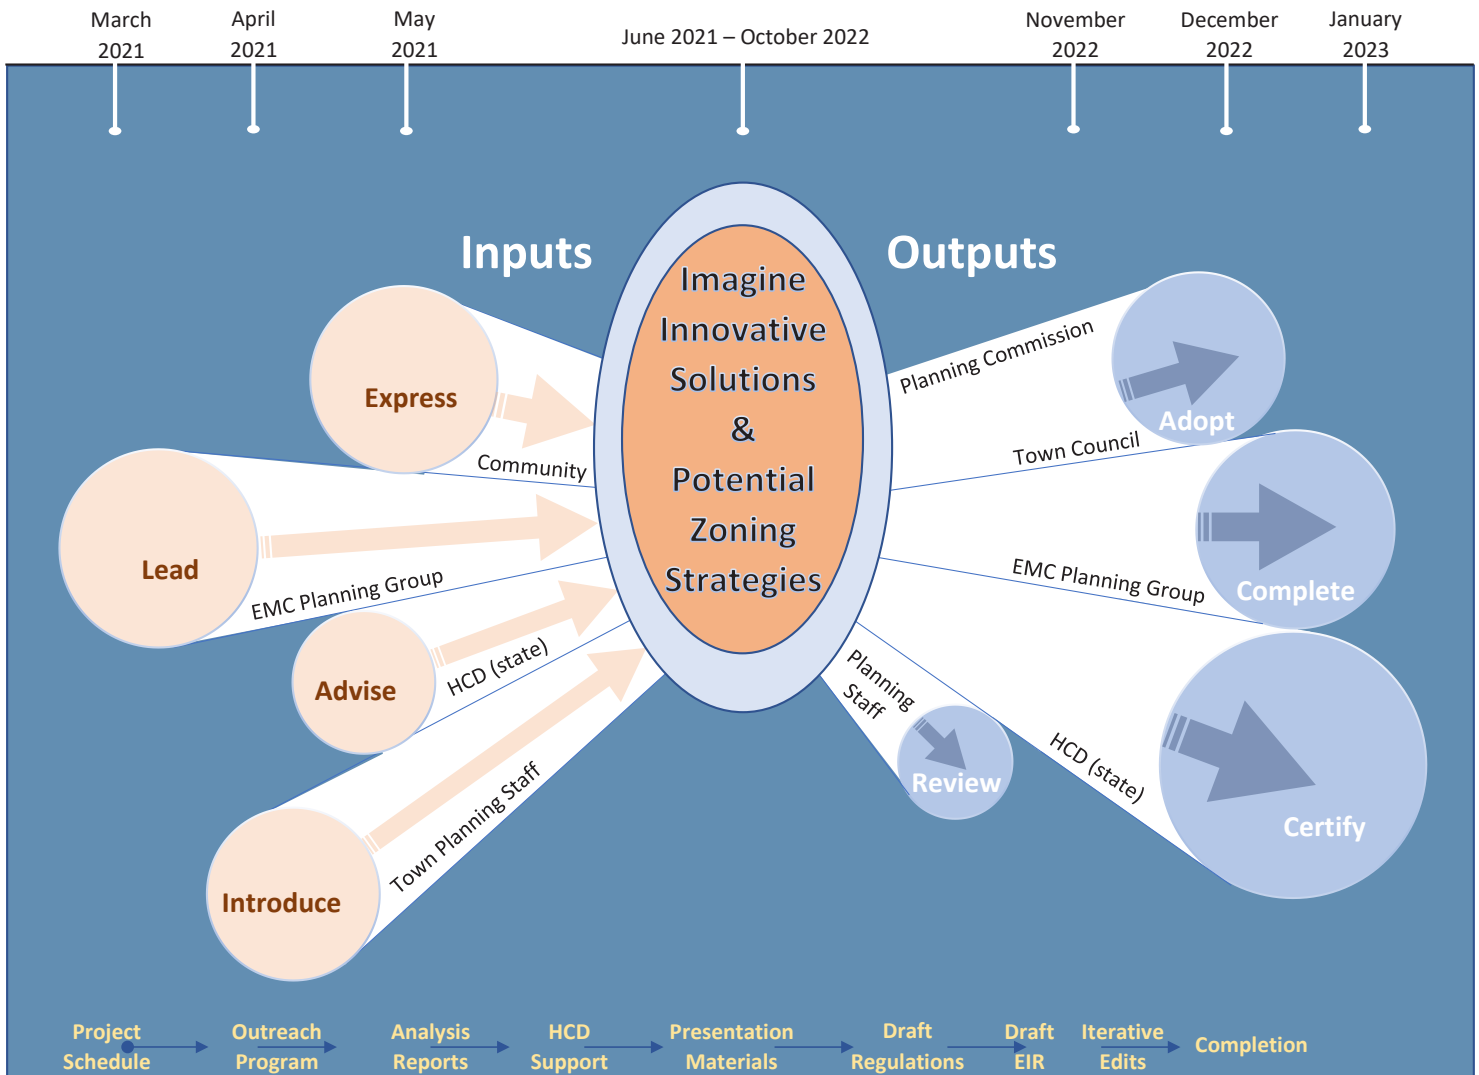 March
2021
April
2021
May
2021
June 2021 – October 2022
November
2022
December
2022
January
2023
Inputs
Outputs
Imagine
Innovative
Solutions
&
Potential
Zoning
Strategies
Express
Community
Lead
EMC Planning Group
Advise
HCD (state)
Introduce
Town Planning Staff
Planning Commission
Adopt
Town Council
Complete
EMC Planning Group
Planning
Staff
Review
HCD (state)
Certify
Project
Schedule
Outreach
Program
Analysis
Reports
HCD
Support
Presentation
Materials
Draft
Regulations
Draft
EIR
Iterative
Edits
Completion